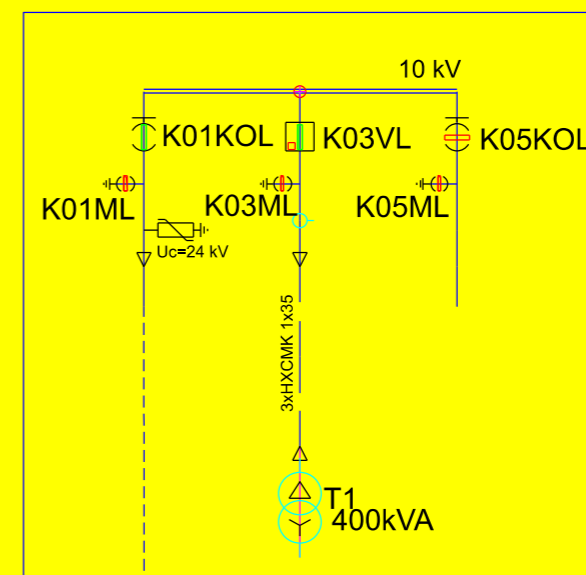 10 kV
K01KOL
K03VL
K05KOL
K01ML
K03ML
K05ML
Uc=24 kV
3xHXCMK 1x35
T1
400kVA